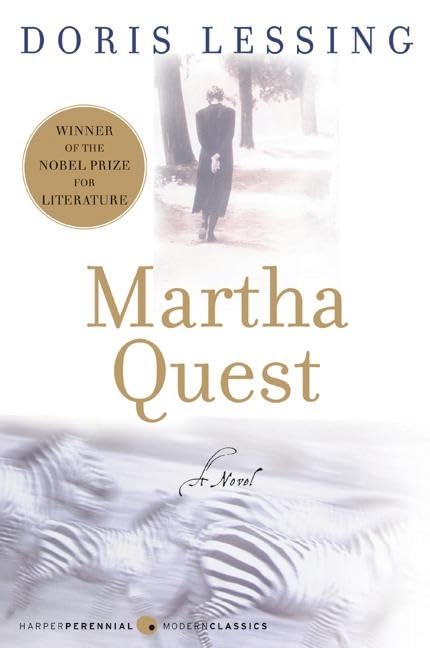 DORIS LESSING
WINNER
OF THE
NOBEL PRIZE
FOR
LITERATURE
Martha
Quest
A Novel
HARPERPERENNIAL MODERNCLASSICS